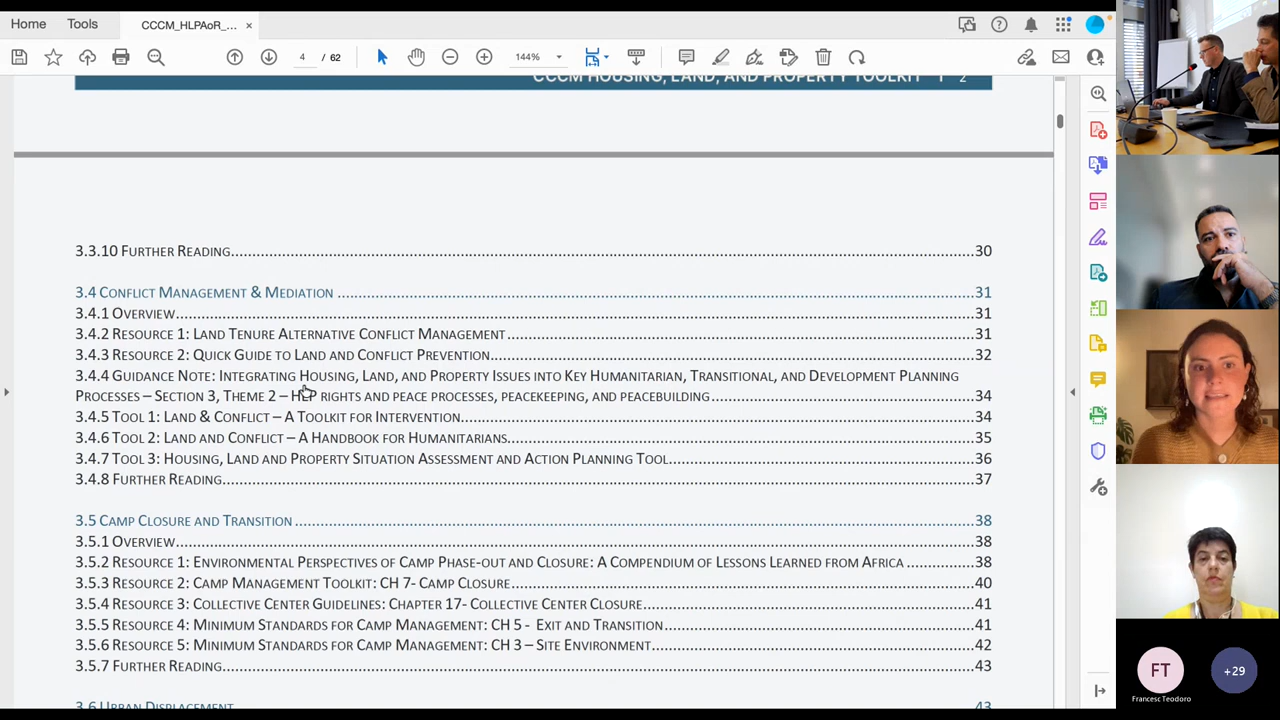 Home Tools CCCM_HLPAoR_... ×
4 / 62 144%
CCCM HOUSING, LAND, AND PROPERTY TOOLKIT | 2
3.3.10 FURTHER READING 30
3.4 CONFLICT MANAGEMENT & MEDIATION 31
3.4.1 OVERVIEW 31
3.4.2 RESOURCE 1: LAND TENURE ALTERNATIVE CONFLICT MANAGEMENT 31
3.4.3 RESOURCE 2: QUICK GUIDE TO LAND AND CONFLICT PREVENTION 32
3.4.4 GUIDANCE NOTE: INTEGRATING HOUSING, LAND, AND PROPERTY ISSUES INTO KEY HUMANITARIAN, TRANSITIONAL, AND DEVELOPMENT PLANNING
PROCESSES – SECTION 3, THEME 2 – HLP RIGHTS AND PEACE PROCESSES, PEACEKEEPING, AND PEACEBUILDING 34
3.4.5 TOOL 1: LAND & CONFLICT – A TOOLKIT FOR INTERVENTION 34
3.4.6 TOOL 2: LAND AND CONFLICT – A HANDBOOK FOR HUMANITARIANS 35
3.4.7 TOOL 3: HOUSING, LAND AND PROPERTY SITUATION ASSESSMENT AND ACTION PLANNING TOOL 36
3.4.8 FURTHER READING 37
3.5 CAMP CLOSURE AND TRANSITION 38
3.5.1 OVERVIEW 38
3.5.2 RESOURCE 1: ENVIRONMENTAL PERSPECTIVES OF CAMP PHASE-OUT AND CLOSURE: A COMPENDIUM OF LESSONS LEARNED FROM AFRICA 38
3.5.3 RESOURCE 2: CAMP MANAGEMENT TOOLKIT: CH 7- CAMP CLOSURE 40
3.5.4 RESOURCE 3: COLLECTIVE CENTER GUIDELINES: CHAPTER 17- COLLECTIVE CENTER CLOSURE 41
3.5.5 RESOURCE 4: MINIMUM STANDARDS FOR CAMP MANAGEMENT: CH 5 - EXIT AND TRANSITION 41
3.5.6 RESOURCE 5: MINIMUM STANDARDS FOR CAMP MANAGEMENT: CH 3 – SITE ENVIRONMENT 42
3.5.7 FURTHER READING 43
3.6 URBAN DISPLACEMENT 43
FT +29
Francesc Teodoro